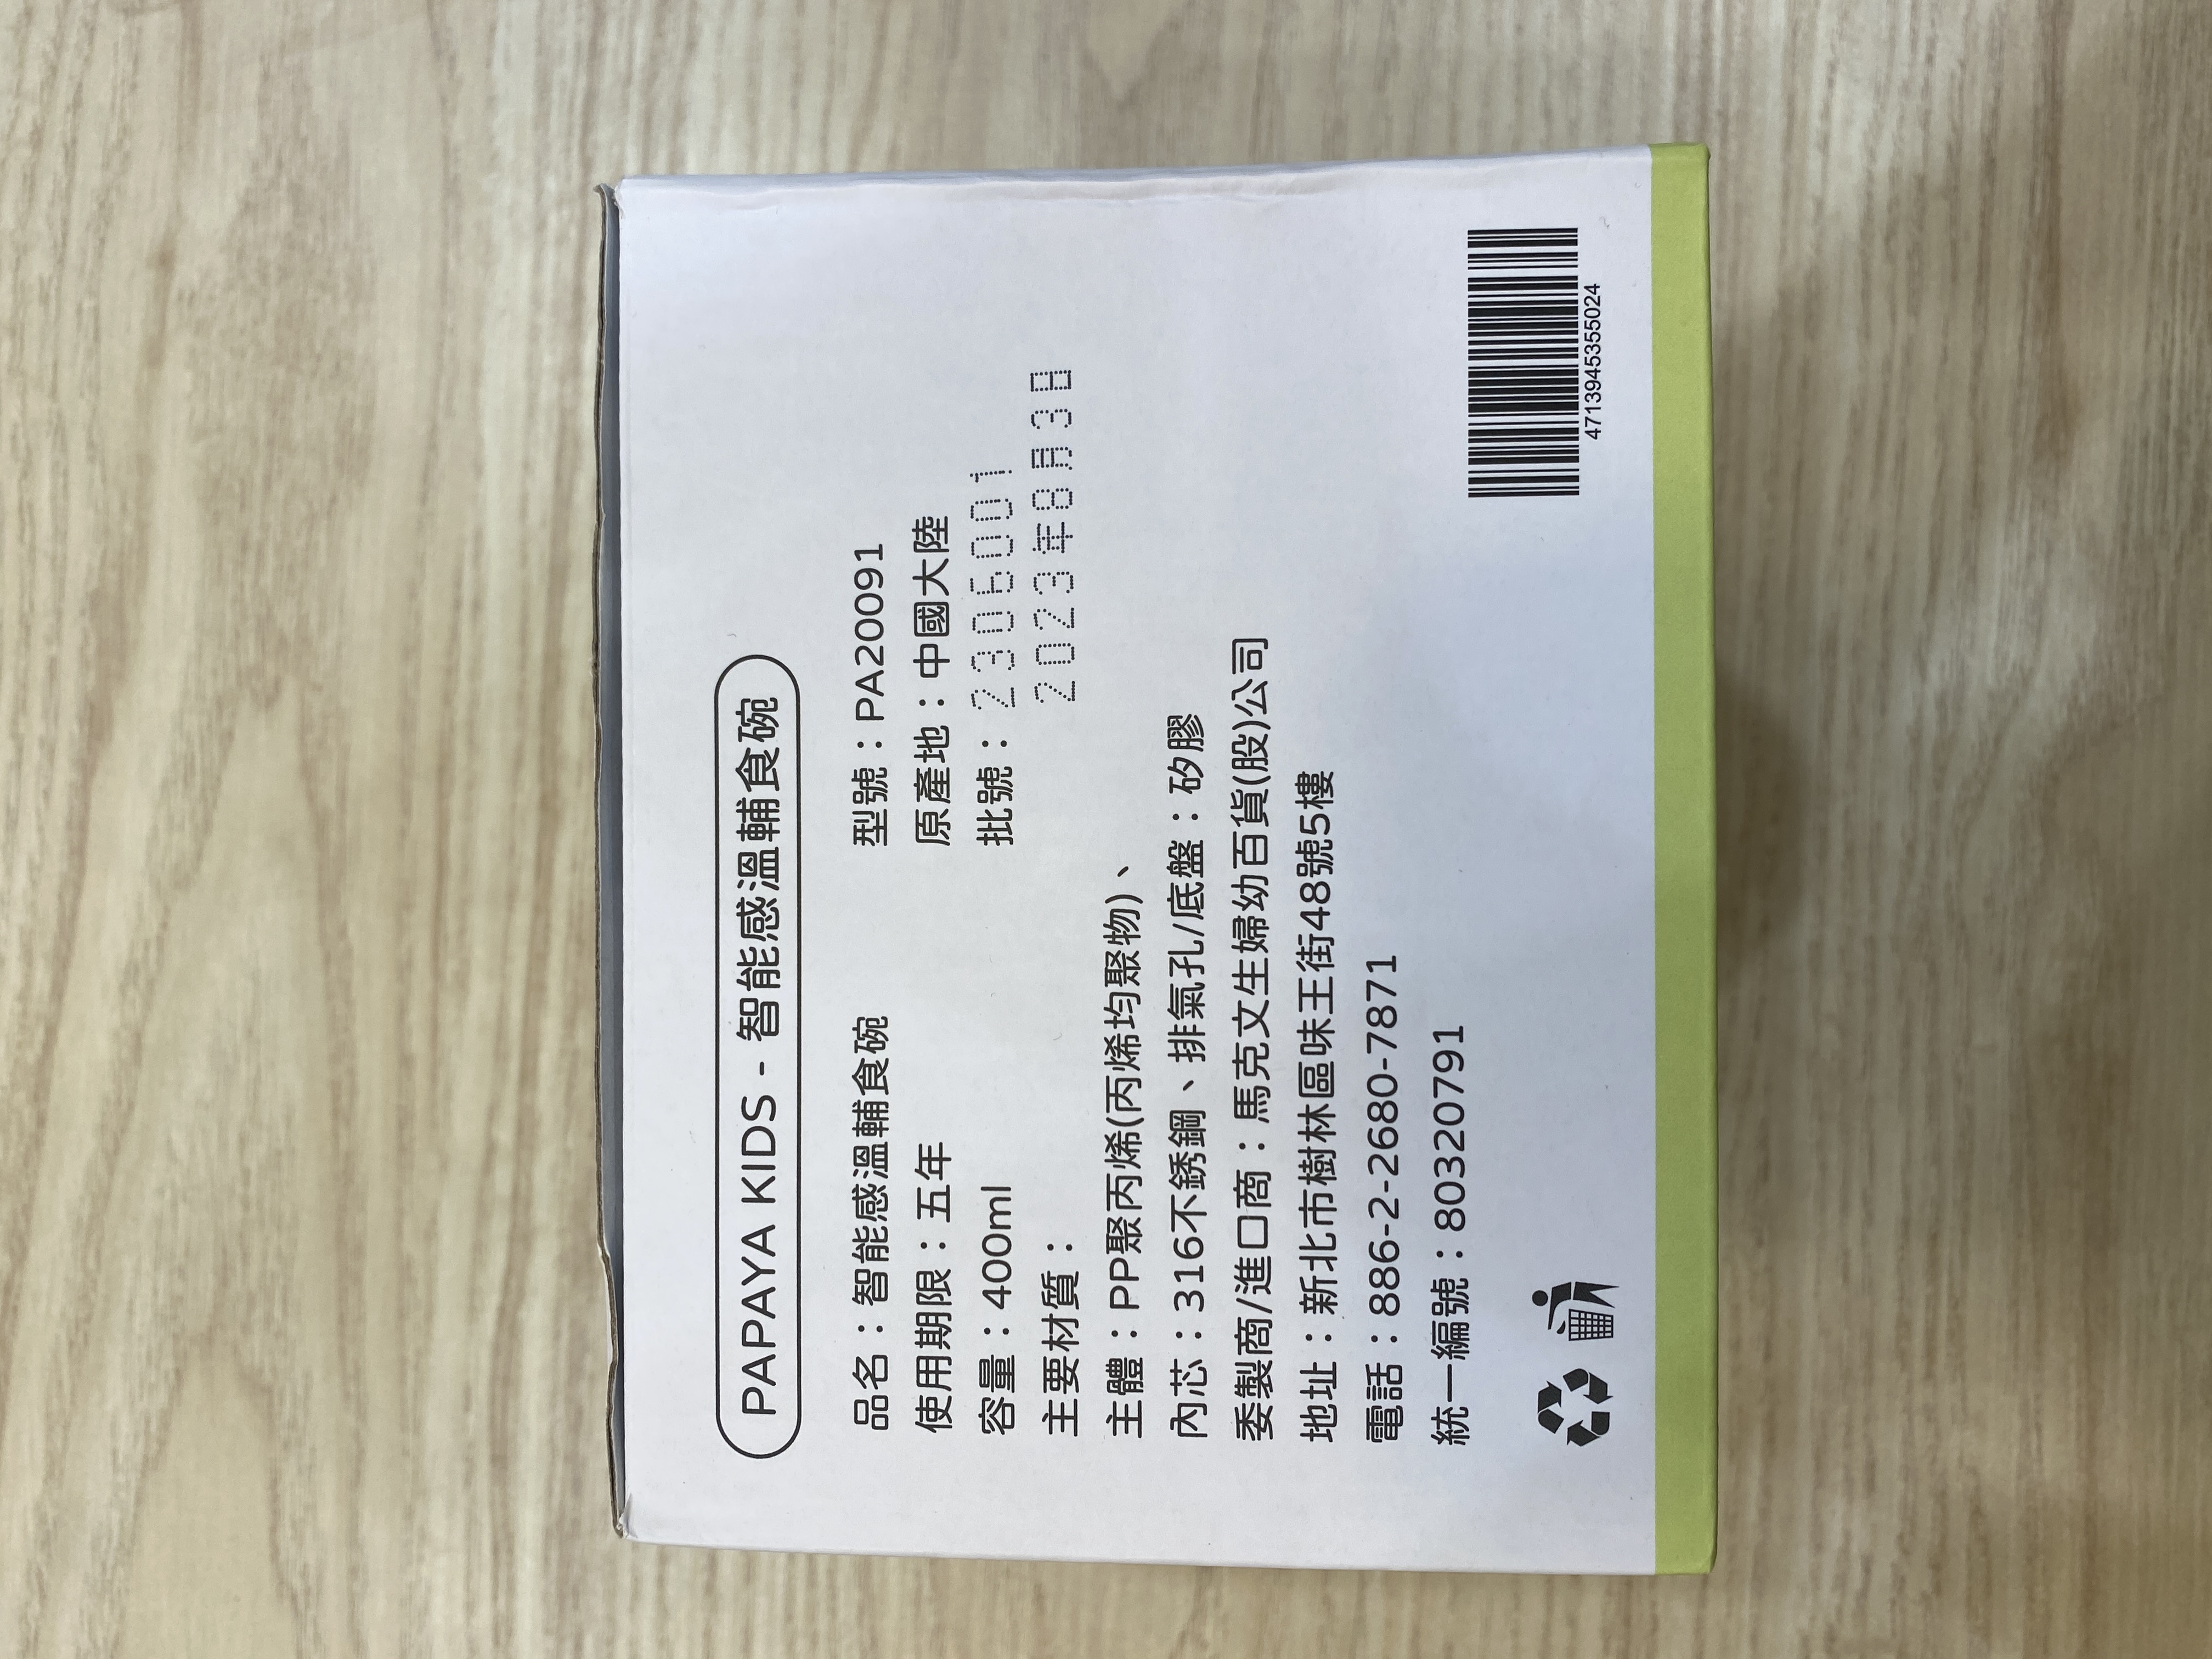 PAPAYA KIDS - 智能感溫輔食碗
品名：智能感溫輔食碗 型號：PA20091
使用期限：五年 原產地：中國大陸
容量：400ml 批號：2306001
主要材質： 2023年8月3日
主體：PP聚丙烯(丙烯均聚物)、
內芯：316不銹鋼、排氣孔/底盤：矽膠
委製商/進口商：馬克文生婦幼百貨(股)公司
地址：新北市樹林區味王街48號5樓
電話：886-2-2680-7871
統一編號：80320791
4713945355024